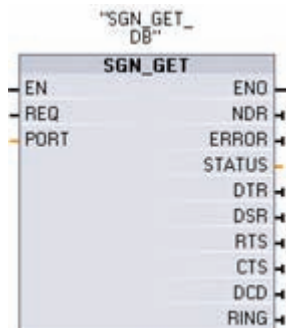 "SGN_GET_
DB"
SGN_GET
EN ENO
REQ NDR
PORT ERROR
STATUS
DTR
DSR
RTS
CTS
DCD
RING